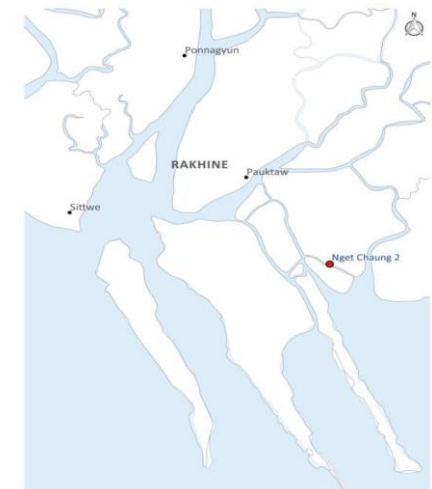 N
Ponnagyun
RAKHINE
Pauktaw
Sittwe
Nget Chaung 2